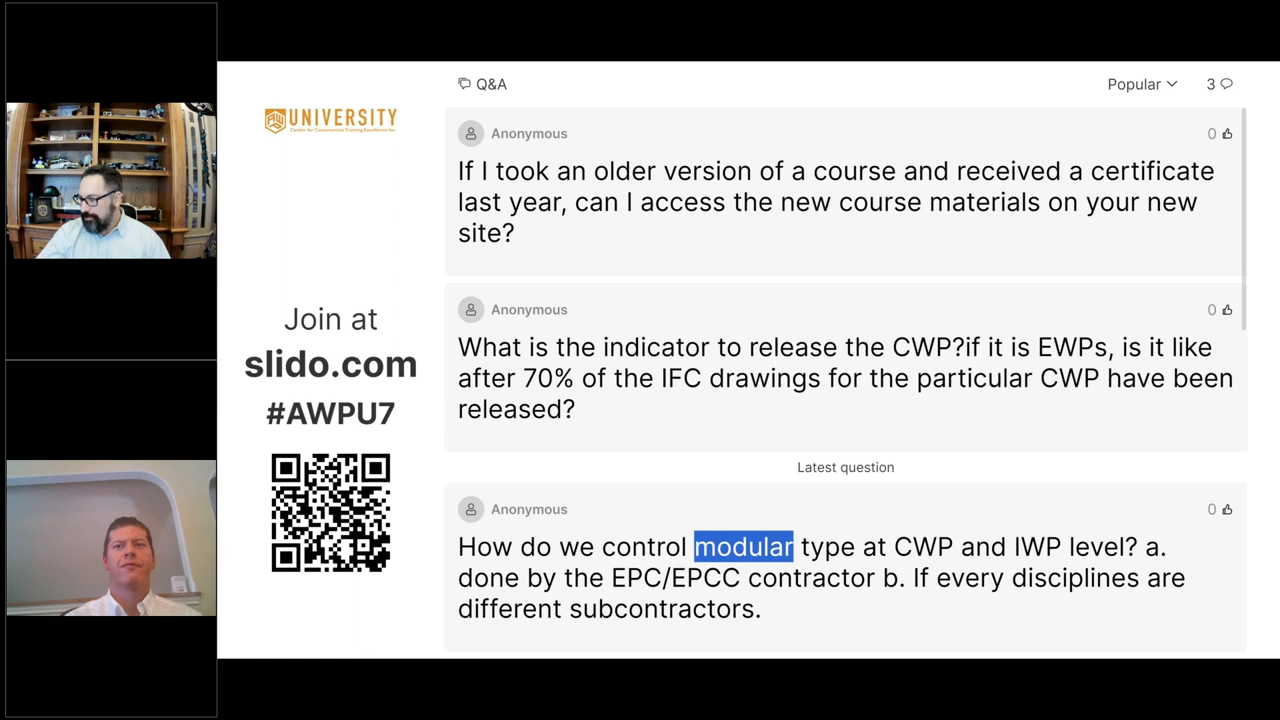 Q&A
Popular
3
UNIVERSITY
Center for Construction Training Excellence Inc.
Join at
slido.com
#AWPU7
Anonymous
0
If I took an older version of a course and received a certificate
last year, can I access the new course materials on your new
site?
Anonymous
0
What is the indicator to release the CWP?if it is EWPs, is it like
after 70% of the IFC drawings for the particular CWP have been
released?
Latest question
Anonymous
0
How do we control modular type at CWP and IWP level? a.
done by the EPC/EPCC contractor b. If every disciplines are
different subcontractors.